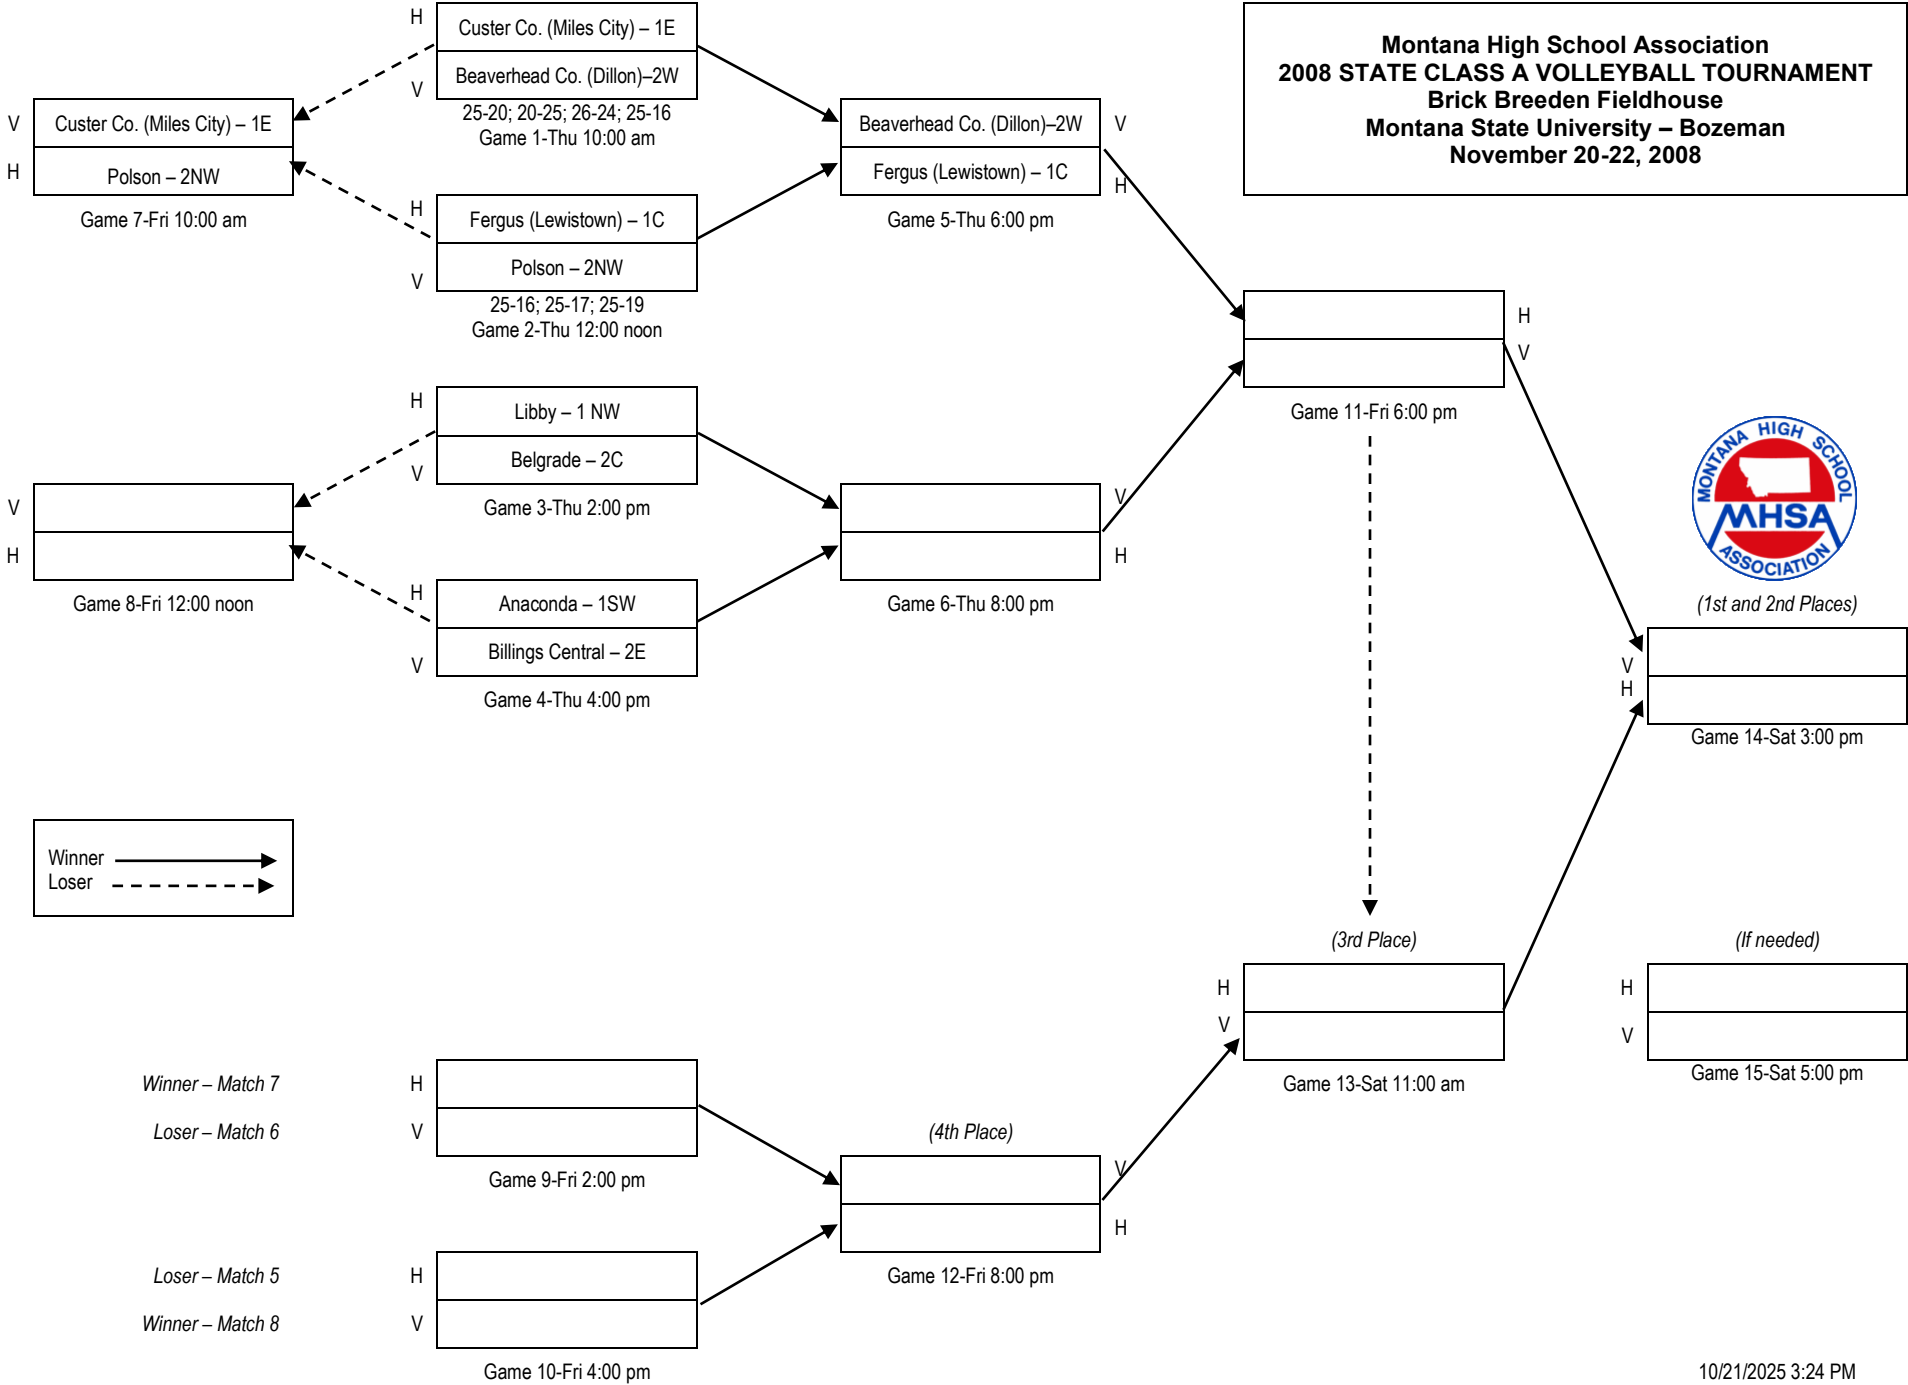 Montana High School Association
2008 STATE CLASS A VOLLEYBALL TOURNAMENT
Brick Breeden Fieldhouse
Montana State University – Bozeman
November 20-22, 2008
H
Custer Co. (Miles City) – 1E
V
Beaverhead Co. (Dillon)–2W
25-20; 20-25; 26-24; 25-16
Game 1-Thu 10:00 am
V
Custer Co. (Miles City) – 1E
H
Polson – 2NW
Game 7-Fri 10:00 am
Beaverhead Co. (Dillon)–2W
V
Fergus (Lewistown) – 1C
H
Game 5-Thu 6:00 pm
H
Fergus (Lewistown) – 1C
V
Polson – 2NW
25-16; 25-17; 25-19
Game 2-Thu 12:00 noon
H
V
Game 11-Fri 6:00 pm
H
Libby – 1 NW
V
Belgrade – 2C
Game 3-Thu 2:00 pm
V
H
Game 8-Fri 12:00 noon
V
H
Game 6-Thu 8:00 pm
H
Anaconda – 1SW
V
Billings Central – 2E
Game 4-Thu 4:00 pm
MONTANA HIGH SCHOOL
MHSA
ASSOCIATION
(1st and 2nd Places)
V
H
Game 14-Sat 3:00 pm
Winner
Loser
(3rd Place)
H
V
Game 13-Sat 11:00 am
(If needed)
H
V
Game 15-Sat 5:00 pm
Winner – Match 7
H
Loser – Match 6
V
Game 9-Fri 2:00 pm
(4th Place)
V
H
Game 12-Fri 8:00 pm
Loser – Match 5
H
Winner – Match 8
V
Game 10-Fri 4:00 pm
10/21/2025 3:24 PM